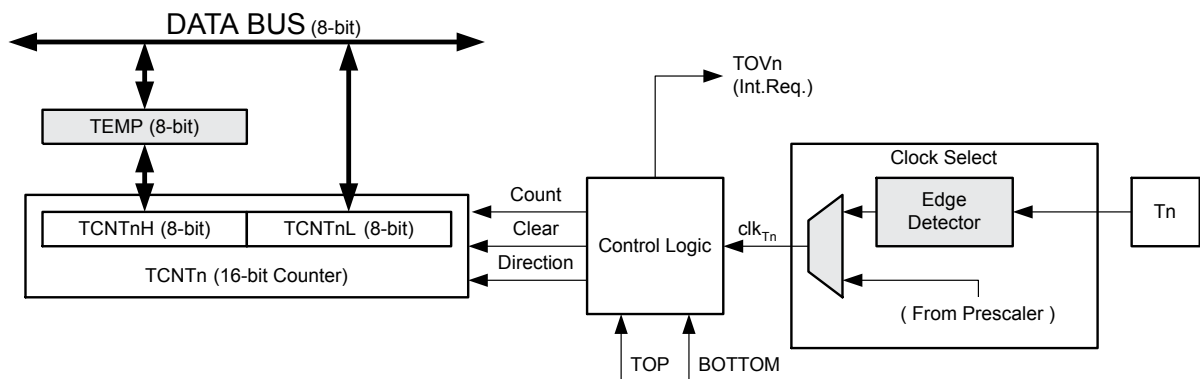 DATA BUS (8-bit)
TOVn
(Int.Req.)
TEMP (8-bit)
Clock Select
Count
Edge
Detector
Tn
TCNTnH (8-bit)
TCNTnL (8-bit)
Clear
Control Logic
clkTn
TCNTn (16-bit Counter)
Direction
( From Prescaler )
TOP
BOTTOM